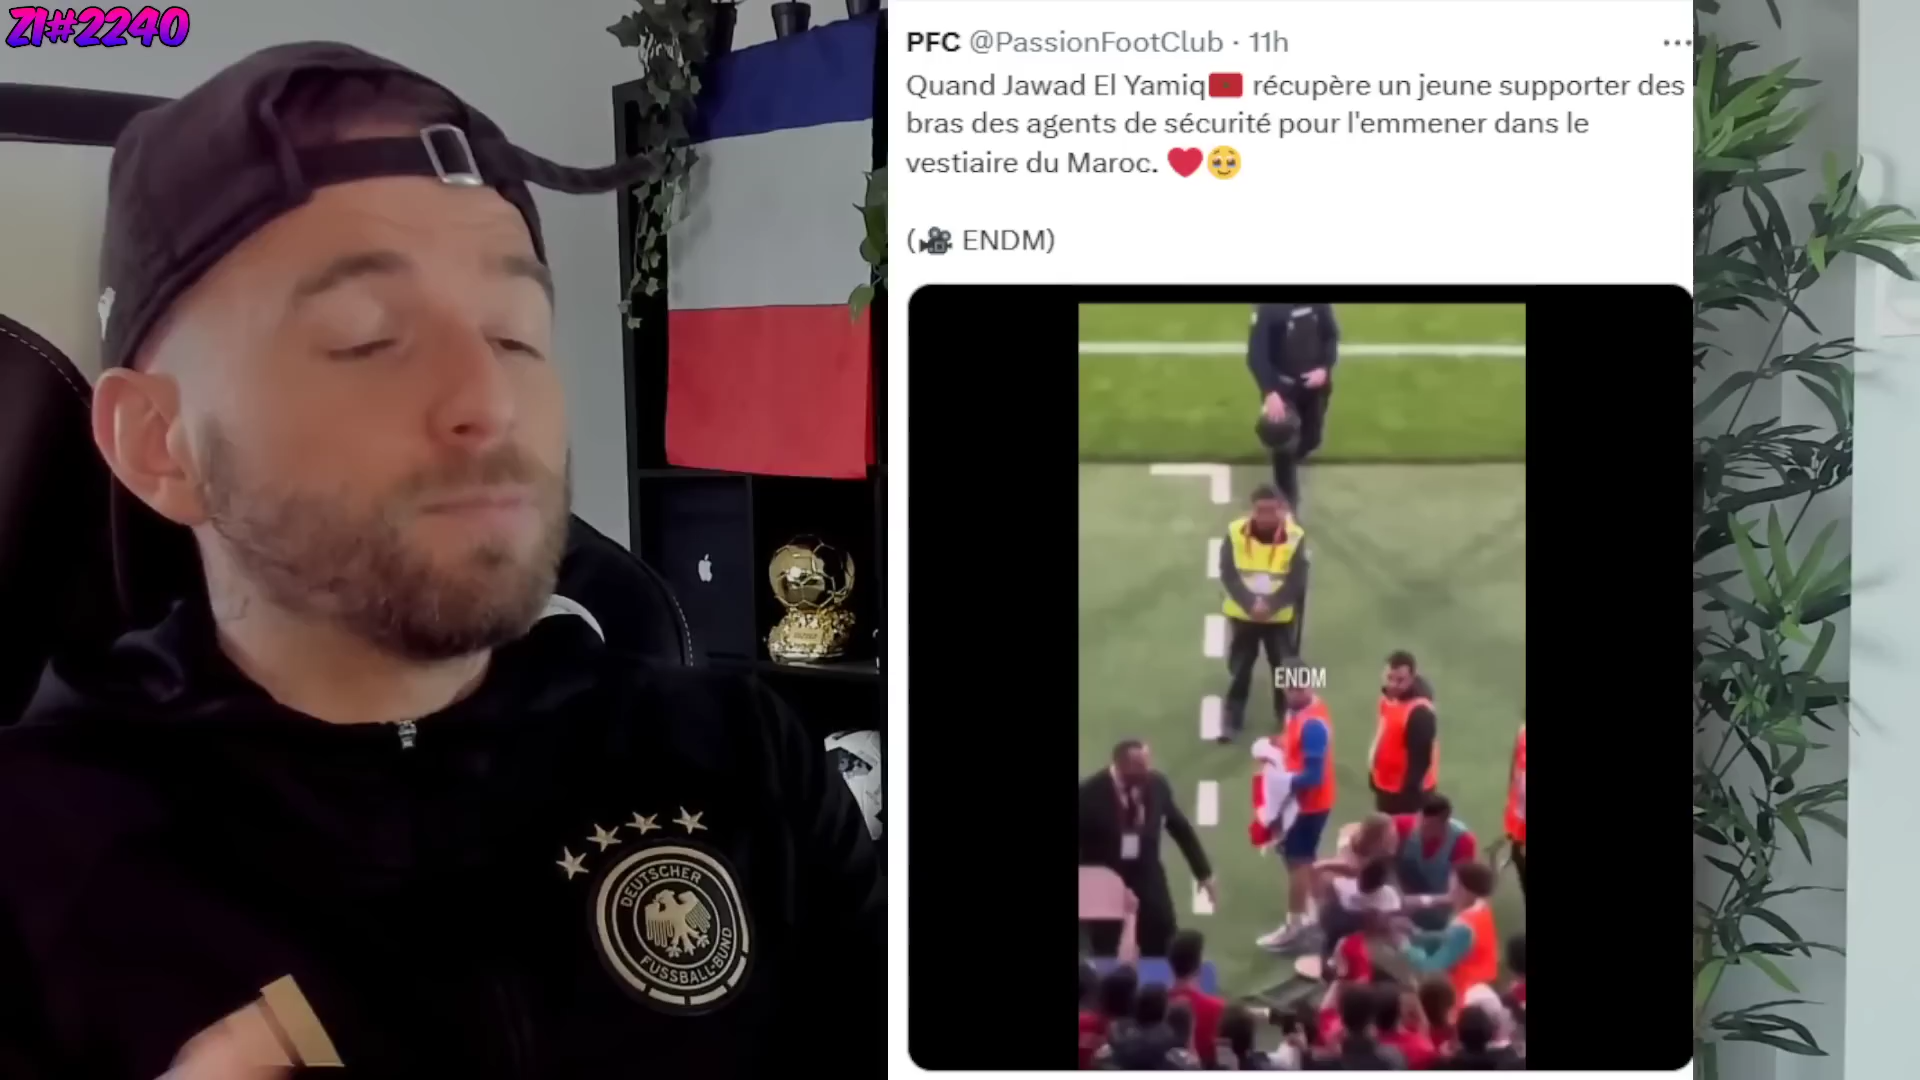 ZI#2240
PFC @PassionFootClub · 11h
Quand Jawad El Yamiq🇲🇦 récupère un jeune supporter des
bras des agents de sécurité pour l'emmener dans le
vestiaire du Maroc. ❤️🥹
(🎥 ENDM)
ENDM
DEUTSCHER
FUSSBALL-BUND